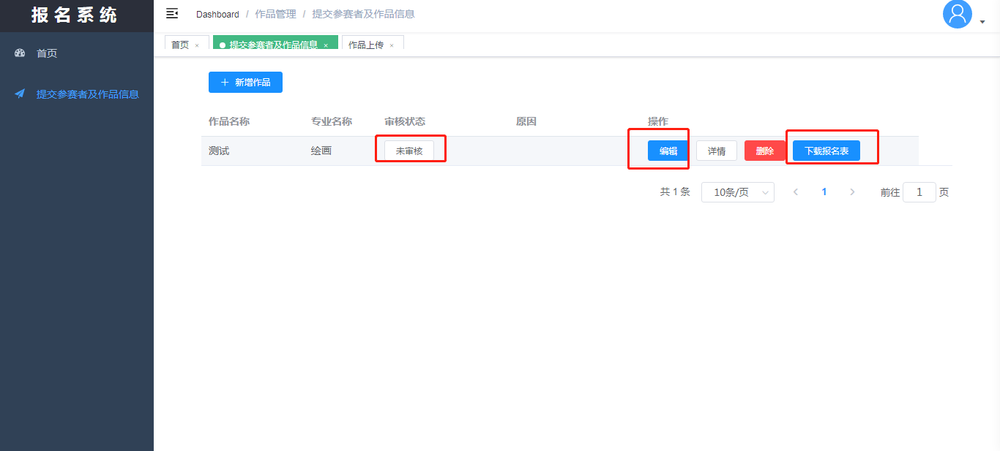 报名系统
Dashboard / 作品管理 / 提交参赛者及作品信息
首页 × 提交参赛者及作品信息 × 作品上传 ×
首页
提交参赛者及作品信息
+ 新增作品
作品名称 专业名称 审核状态 原因 操作
测试 绘画 未审核 编辑 详情 删除 下载报名表
共 1 条 10条/页 < 1 > 前往 1 页